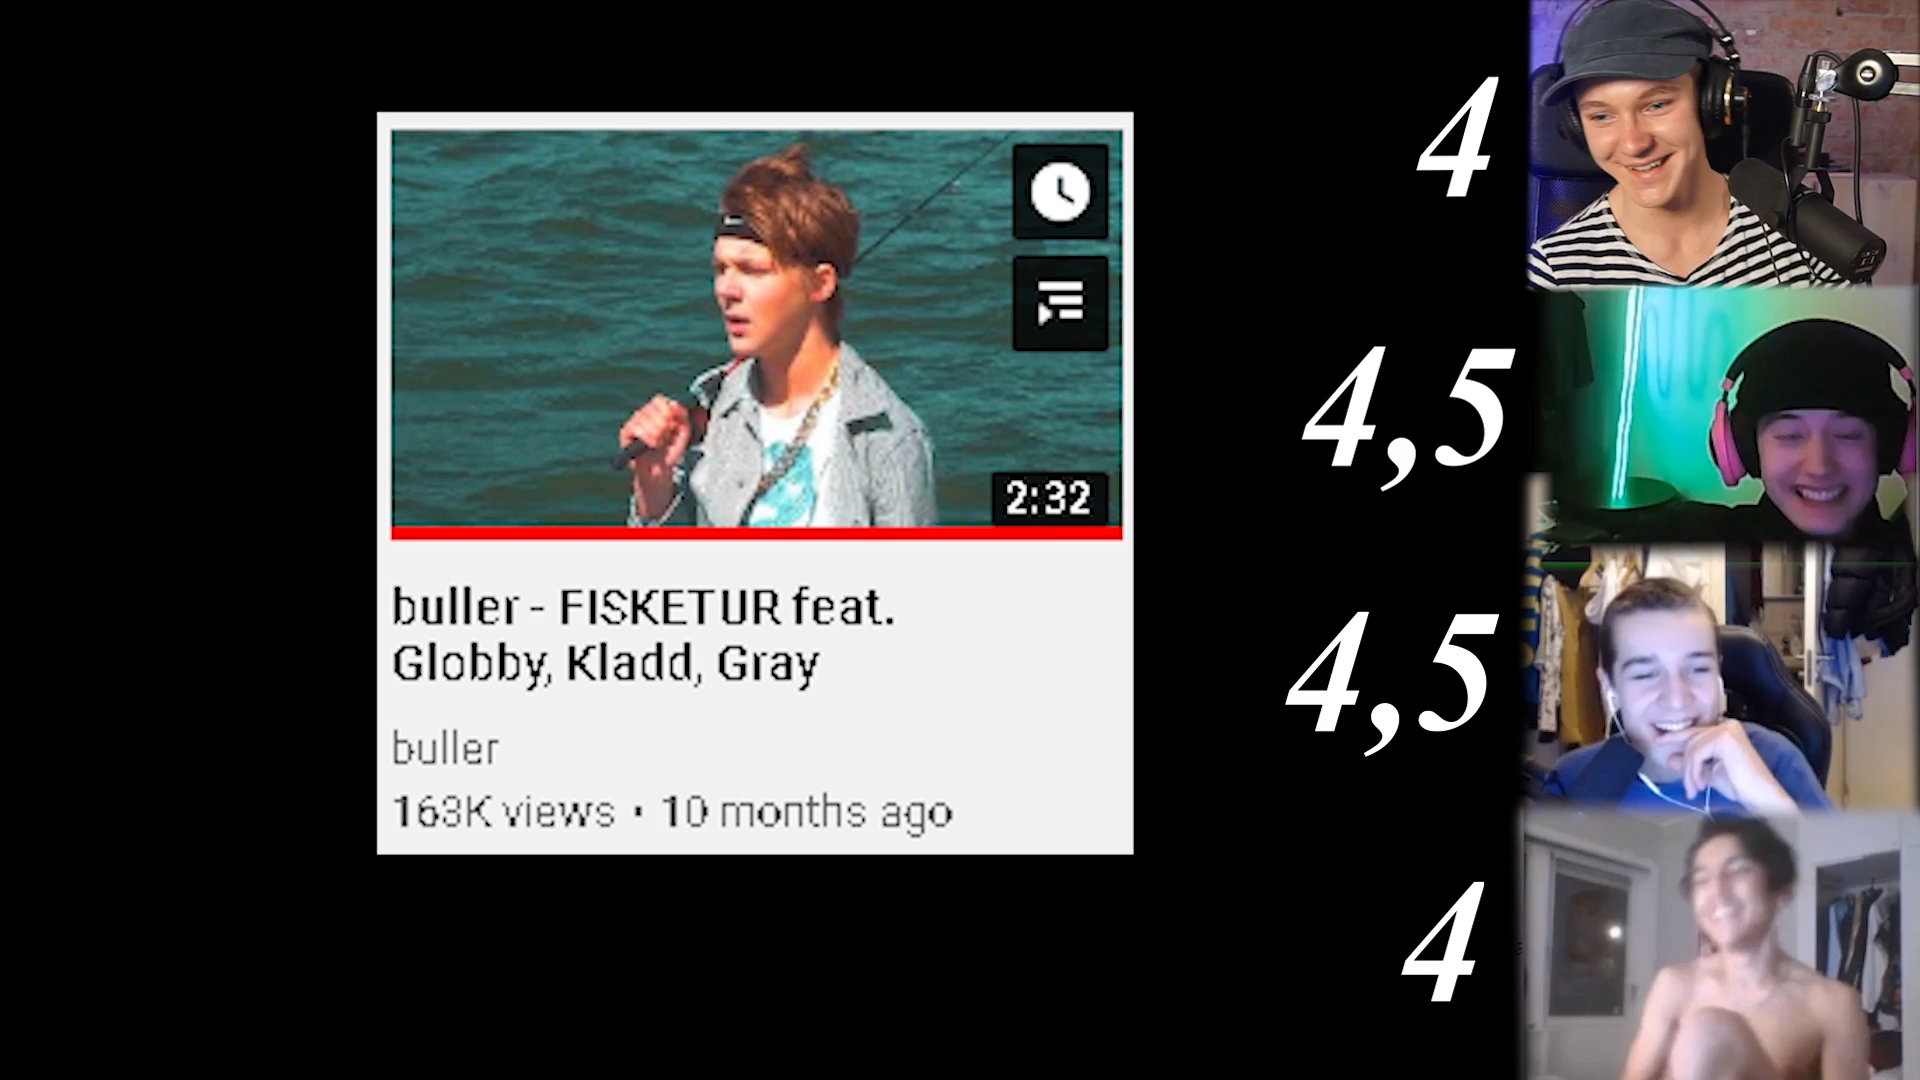 2:32
buller - FISKETUR feat.
Globby, Kladd, Gray
buller
163K views • 10 months ago
4
4,5
4,5
4